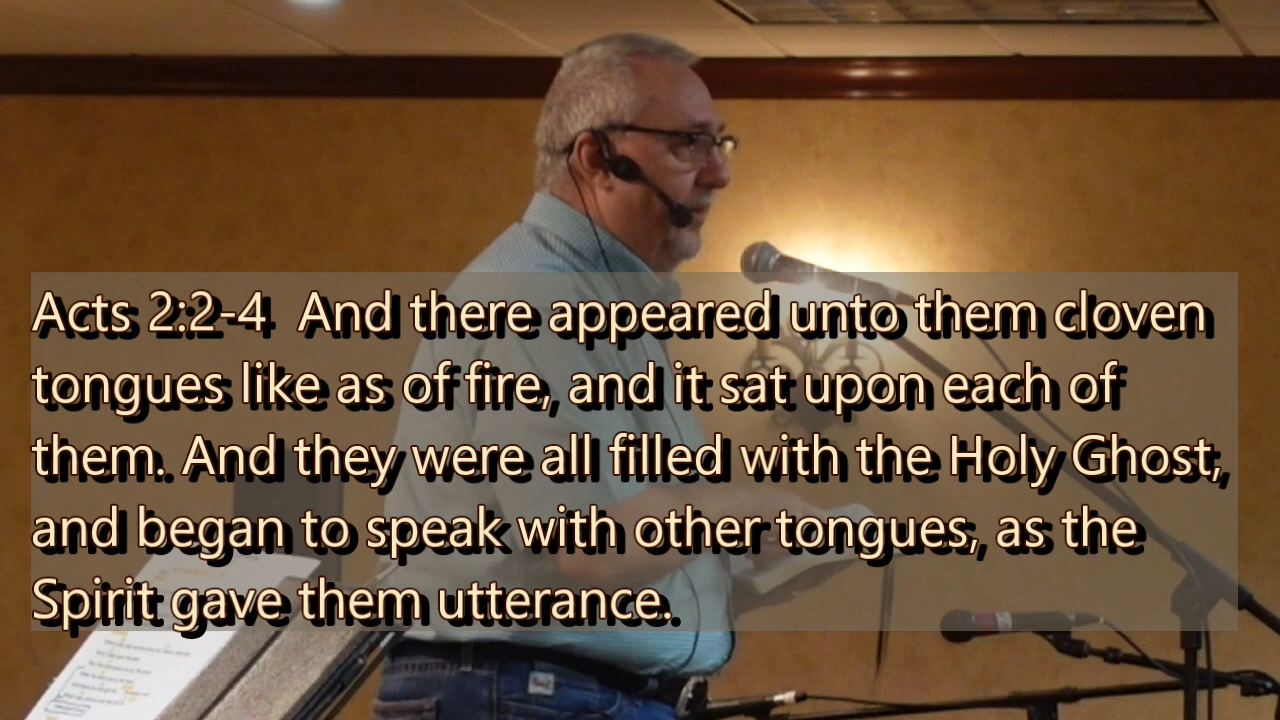 Acts 2:2-4  And there appeared unto them cloven
tongues like as of fire, and it sat upon each of
them. And they were all filled with the Holy Ghost,
and began to speak with other tongues, as the
Spirit gave them utterance.